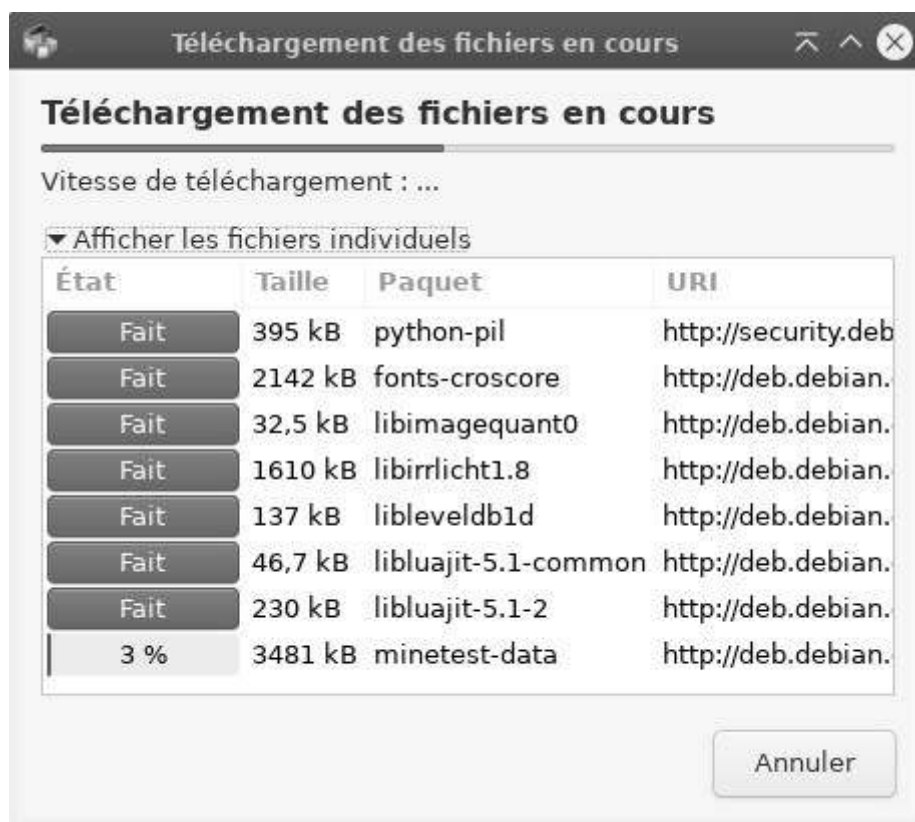 Téléchargement des fichiers en cours
Téléchargement des fichiers en cours
Vitesse de téléchargement : ...
Afficher les fichiers individuels
État Taille Paquet URI
Fait 395 kB python-pil http://security.deb
Fait 2142 kB fonts-croscore http://deb.debian.
Fait 32,5 kB libimagequant0 http://deb.debian.
Fait 1610 kB libirrlicht1.8 http://deb.debian.
Fait 137 kB libleveldb1d http://deb.debian.
Fait 46,7 kB libluajit-5.1-common http://deb.debian.
Fait 230 kB libluajit-5.1-2 http://deb.debian.
3 % 3481 kB minetest-data http://deb.debian.
Annuler